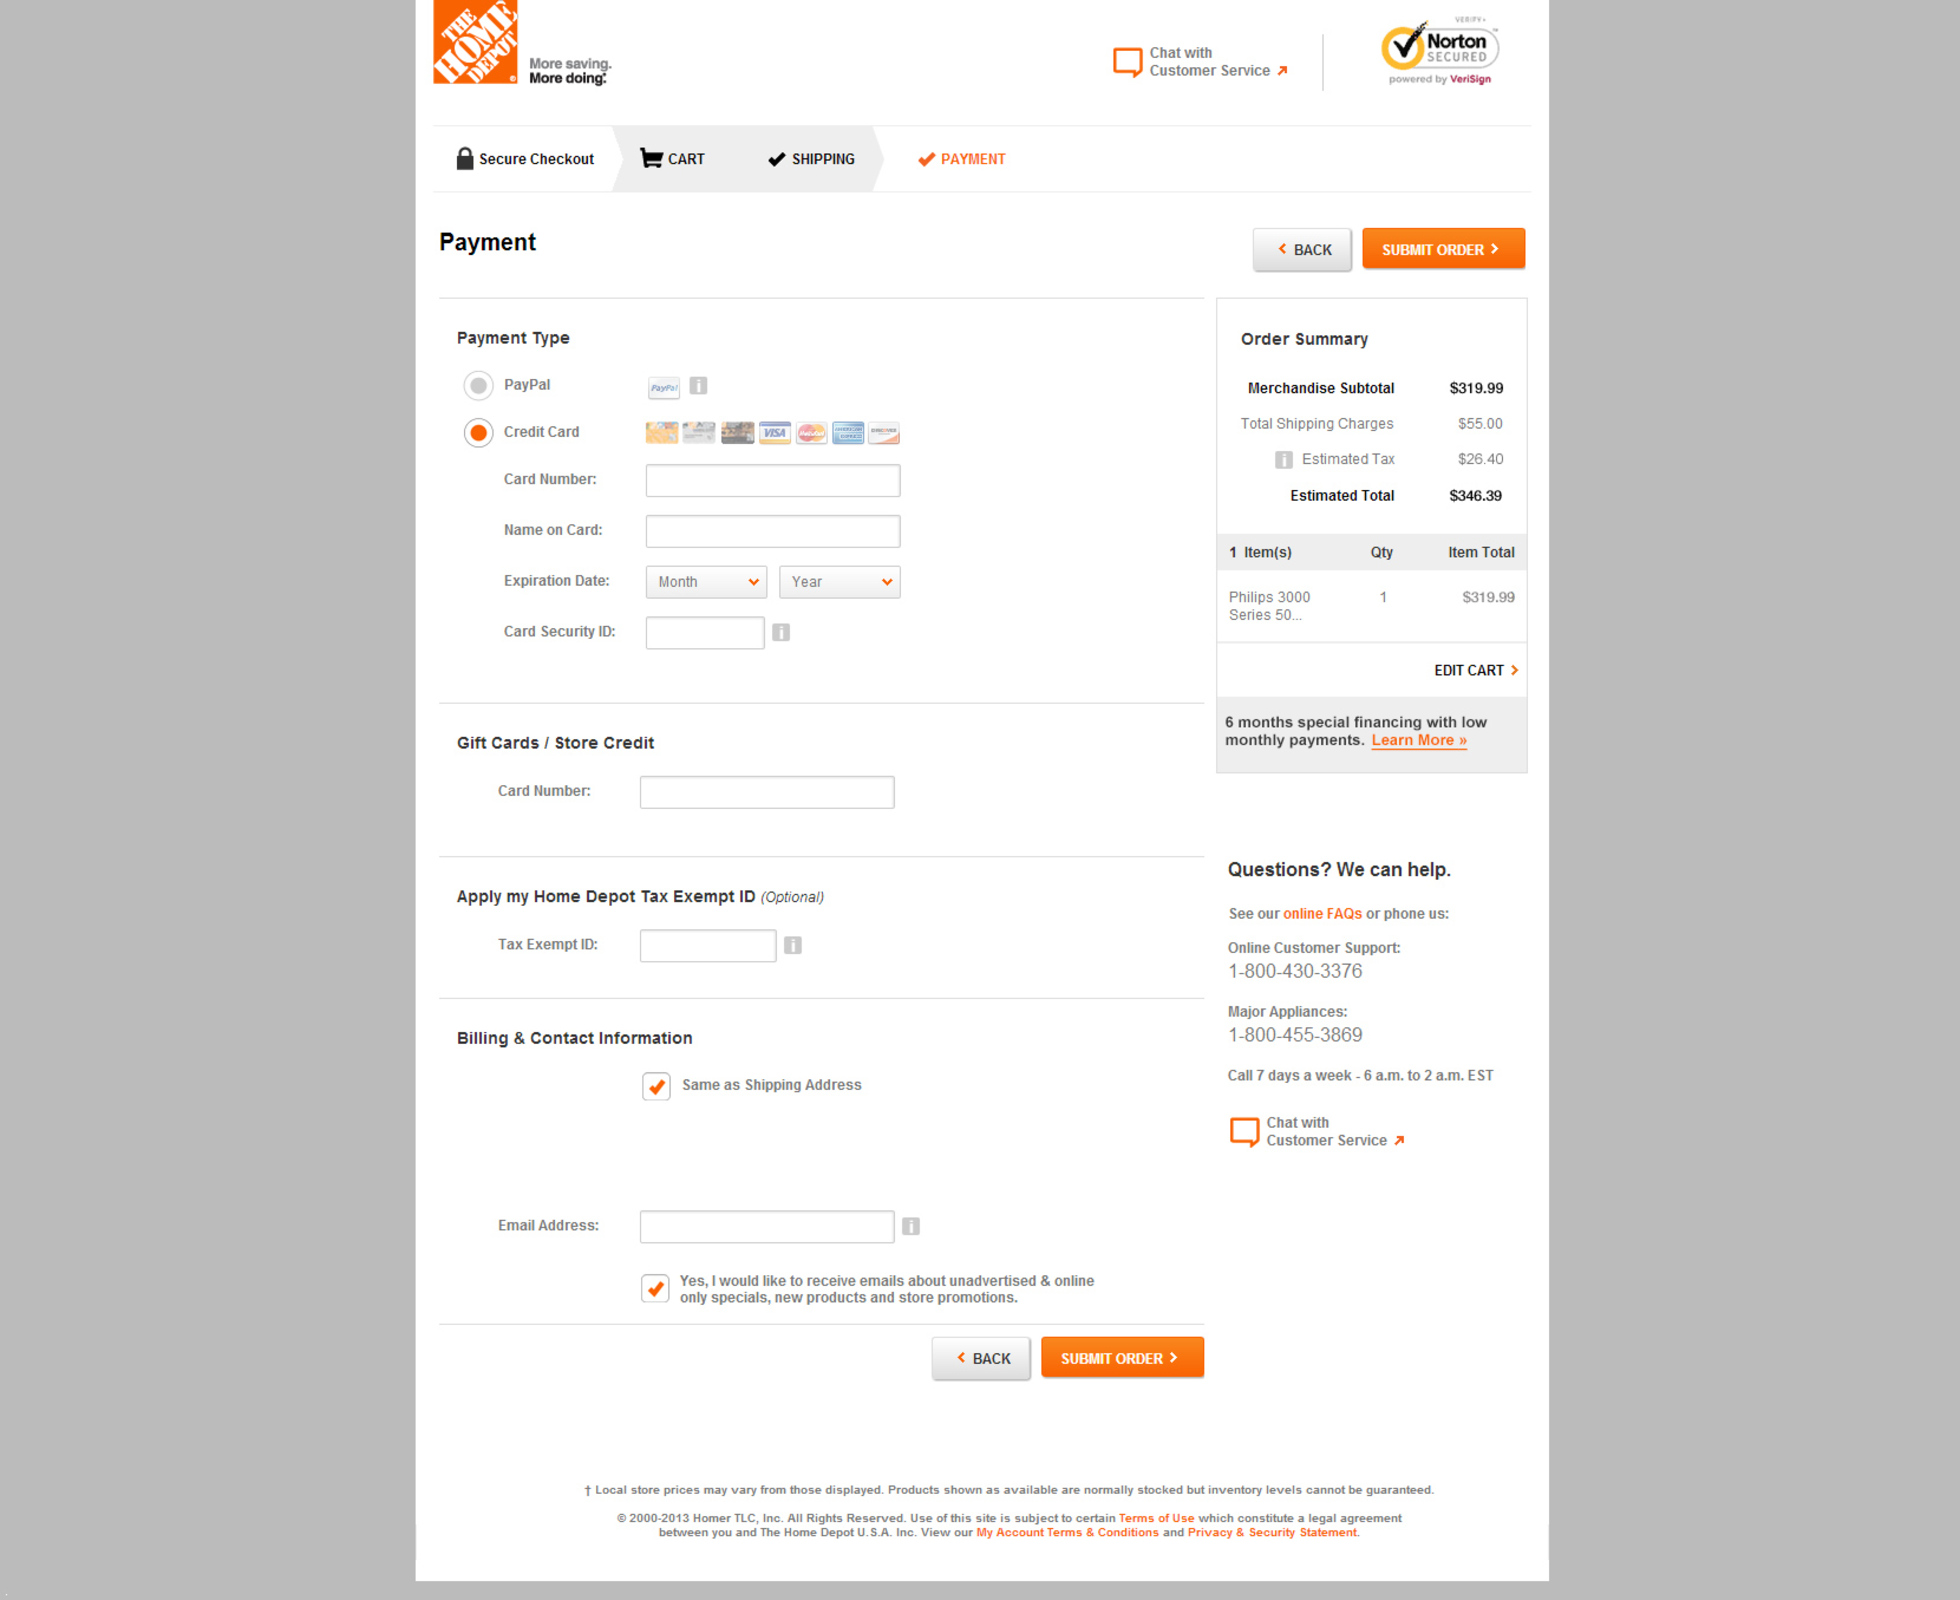 THE
HOME
DEPOT
More saving.
More doing.
Chat with
Customer Service
VERIFY
Norton
SECURED
powered by VeriSign
Secure Checkout
CART
SHIPPING
PAYMENT
Payment
BACK
SUBMIT ORDER
Payment Type
PayPal
PayPal
Credit Card
VISA
Card Number:
Name on Card:
Expiration Date:
Month
Year
Card Security ID:
Gift Cards / Store Credit
Card Number:
Apply my Home Depot Tax Exempt ID (Optional)
Tax Exempt ID:
Billing & Contact Information
Same as Shipping Address
Email Address:
Yes, I would like to receive emails about unadvertised & online
only specials, new products and store promotions.
BACK
SUBMIT ORDER
Order Summary
Merchandise Subtotal $319.99
Total Shipping Charges $55.00
Estimated Tax $26.40
Estimated Total $346.39
1 Item(s) Qty Item Total
Philips 3000 1 $319.99
Series 50...
EDIT CART
6 months special financing with low
monthly payments. Learn More »
Questions? We can help.
See our online FAQs or phone us:
Online Customer Support:
1-800-430-3376
Major Appliances:
1-800-455-3869
Call 7 days a week - 6 a.m. to 2 a.m. EST
Chat with
Customer Service
† Local store prices may vary from those displayed. Products shown as available are normally stocked but inventory levels cannot be guaranteed.
© 2000-2013 Homer TLC, Inc. All Rights Reserved. Use of this site is subject to certain Terms of Use which constitute a legal agreement
between you and The Home Depot U.S.A. Inc. View our My Account Terms & Conditions and Privacy & Security Statement.